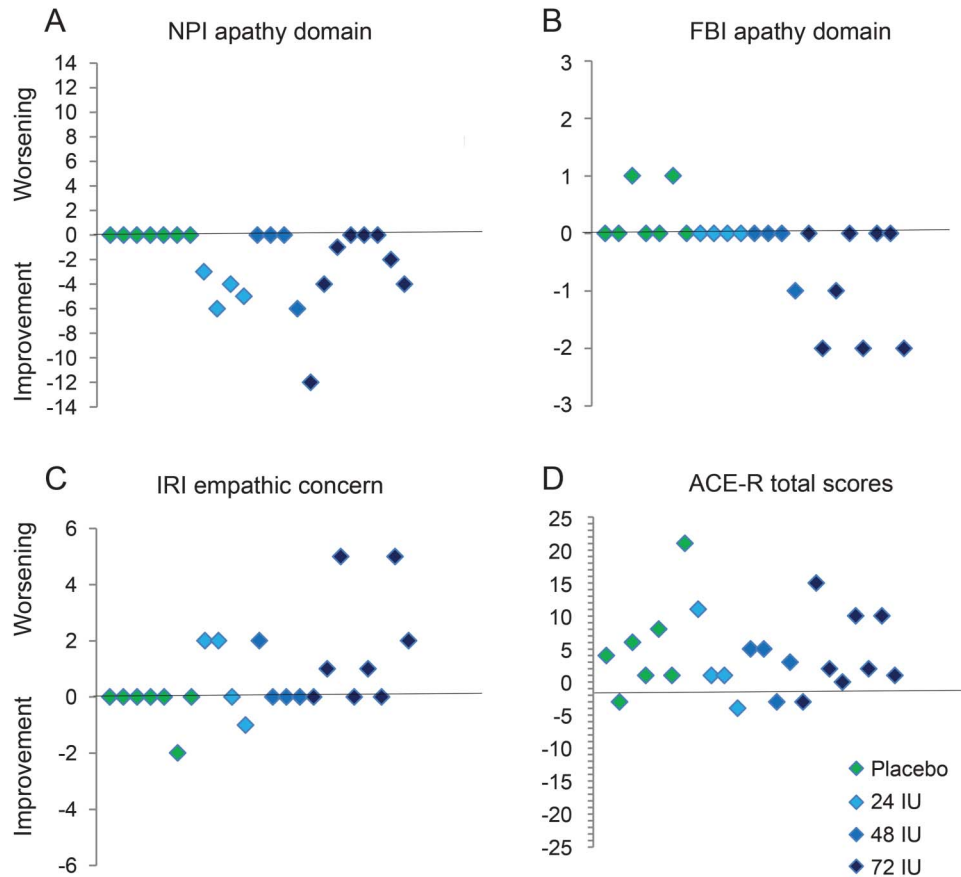 A
NPI apathy domain
Worsening
Improvement
14
12
10
8
6
4
2
0
-2
-4
-6
-8
-10
-12
-14
B
FBI apathy domain
3
2
1
0
-1
-2
-3
C
IRI empathic concern
Worsening
Improvement
6
4
2
0
-2
-4
-6
D
ACE-R total scores
25
20
15
10
5
0
-5
-10
-15
-20
-25
Placebo
24 IU
48 IU
72 IU